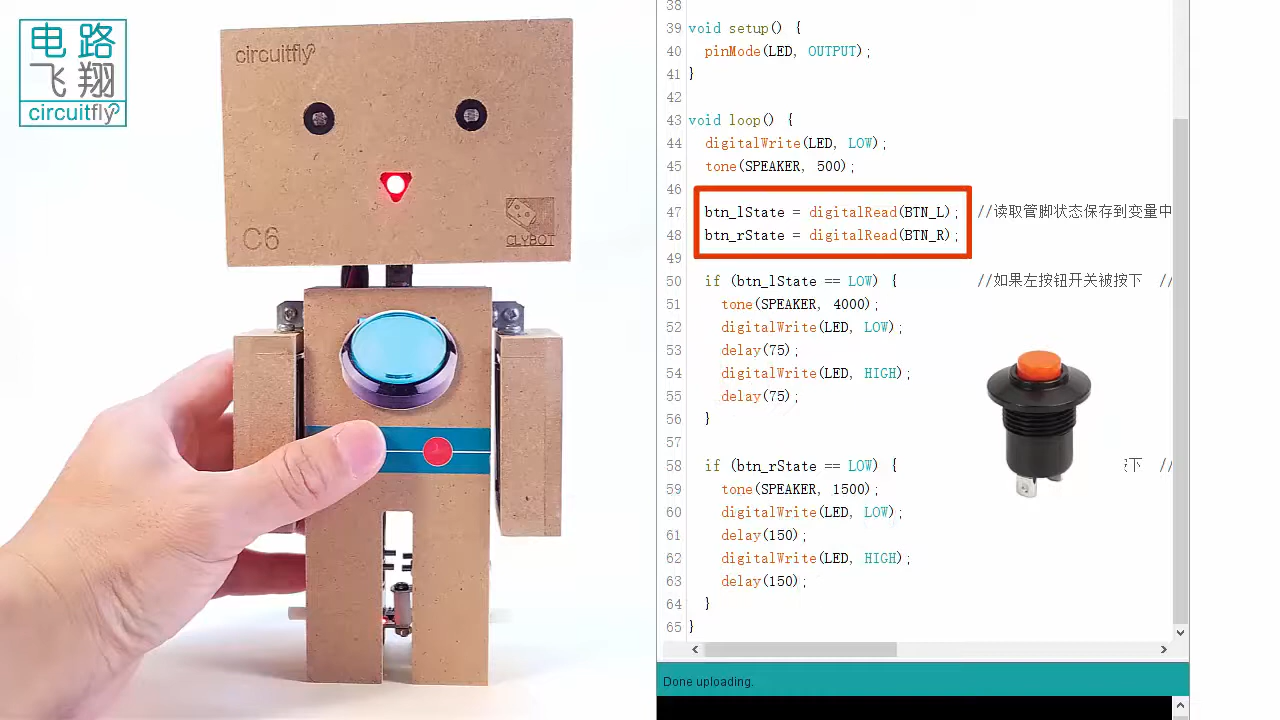 电路
飞翔
circuitfly
circuitfly
C6
CLYBOT
38
39 void setup() {
40 pinMode(LED, OUTPUT);
41 }
42
43 void loop() {
44 digitalWrite(LED, LOW);
45 tone(SPEAKER, 500);
46
47 btn_lState = digitalRead(BTN_L); //读取管脚状态保存到变量中
48 btn_rState = digitalRead(BTN_R);
49
50 if (btn_lState == LOW) { //如果左按钮开关被按下 //
51 tone(SPEAKER, 4000);
52 digitalWrite(LED, LOW);
53 delay(75);
54 digitalWrite(LED, HIGH);
55 delay(75);
56 }
57
58 if (btn_rState == LOW) { 下 //
59 tone(SPEAKER, 1500);
60 digitalWrite(LED, LOW);
61 delay(150);
62 digitalWrite(LED, HIGH);
63 delay(150);
64 }
65 }
Done uploading.